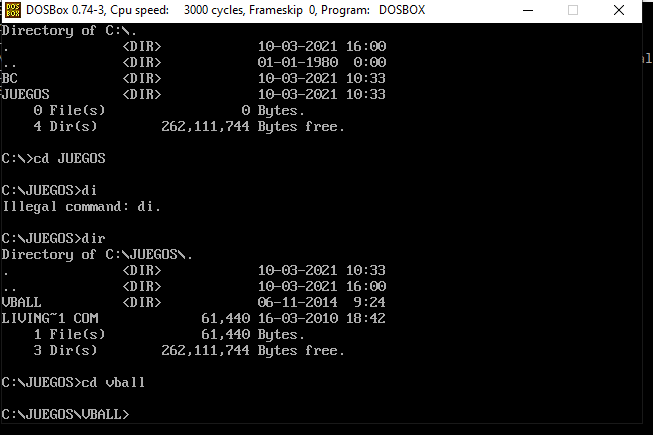 DOS BOX DOSBox 0.74-3, Cpu speed: 3000 cycles, Frameskip 0, Program: DOSBOX
Directory of C:\.
. <DIR> 10-03-2021 16:00
.. <DIR> 01-01-1980 0:00
BC <DIR> 10-03-2021 10:33
JUEGOS <DIR> 10-03-2021 10:33
0 File(s) 0 Bytes.
4 Dir(s) 262,111,744 Bytes free.
C:\>cd JUEGOS
C:\JUEGOS>di
Illegal command: di.
C:\JUEGOS>dir
Directory of C:\JUEGOS\.
. <DIR> 10-03-2021 10:33
.. <DIR> 10-03-2021 16:00
VBALL <DIR> 06-11-2014 9:24
LIVING~1 COM 61,440 16-03-2010 18:42
1 File(s) 61,440 Bytes.
3 Dir(s) 262,111,744 Bytes free.
C:\JUEGOS>cd vball
C:\JUEGOS\VBALL>